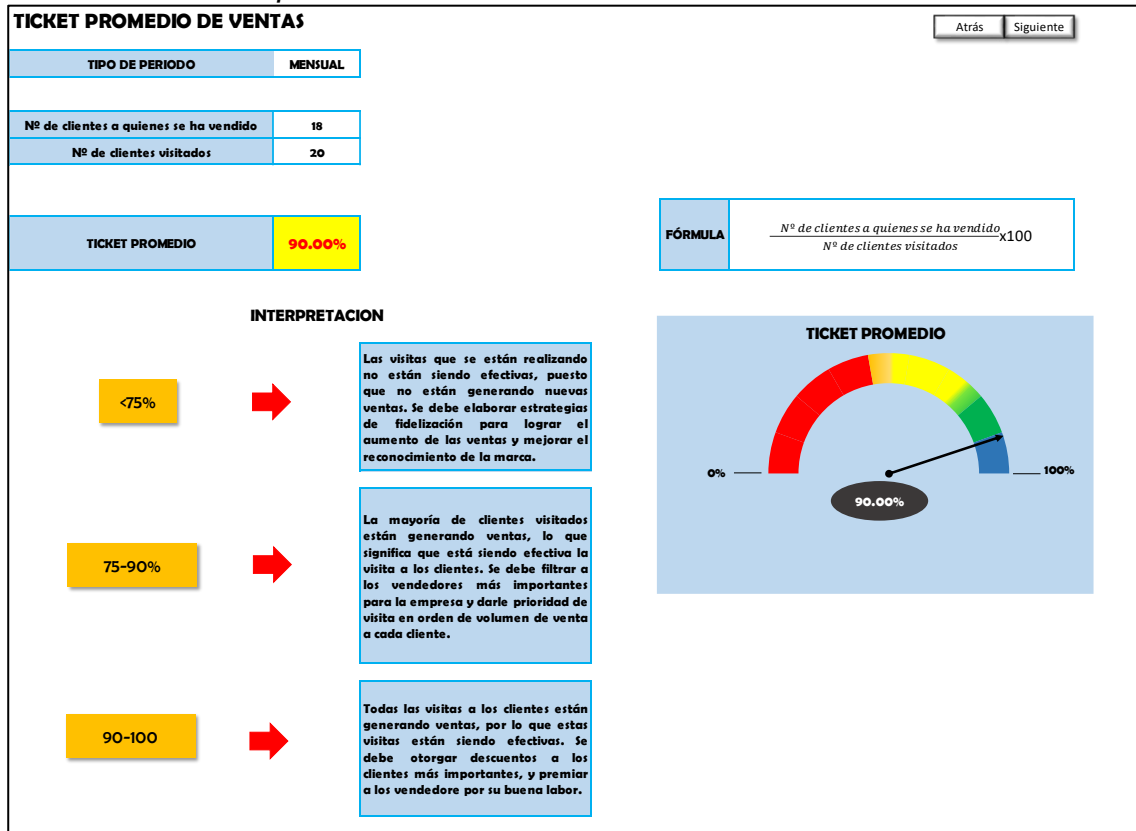 TICKET PROMEDIO DE VENTAS
Atrás
Siguiente
TIPO DE PERIODO
MENSUAL
Nº de clientes a quienes se ha vendido
18
Nº de clientes visitados
20
TICKET PROMEDIO
90.00%
FÓRMULA
Nº de clientes a quienes se ha vendido
Nº de clientes visitados
x100
INTERPRETACION
<75%
Las visitas que se están realizando
no están siendo efectivas, puesto
que no están generando nuevas
ventas. Se debe elaborar estrategias
de fidelización para lograr el
aumento de las ventas y mejorar el
reconocimiento de la marca.
TICKET PROMEDIO
0%
100%
90.00%
75-90%
La mayoría de clientes visitados
están generando ventas, lo que
significa que está siendo efectiva la
visita a los clientes. Se debe filtrar a
los vendedores más importantes
para la empresa y darle prioridad de
visita en orden de volumen de venta
a cada cliente.
90-100
Todas las visitas a los clientes están
generando ventas, por lo que estas
visitas están siendo efectivas. Se
debe otorgar descuentos a los
clientes más importantes, y premiar
a los vendedore por su buena labor.